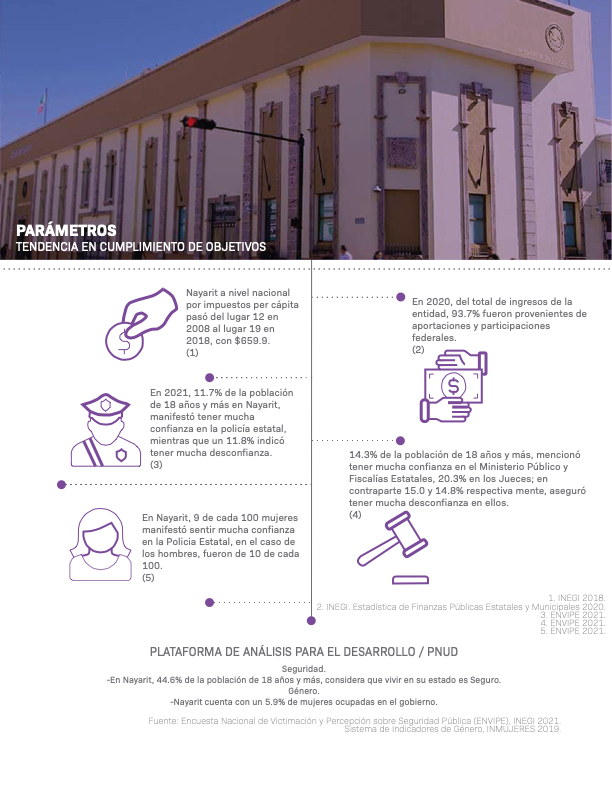 PARÁMETROS
TENDENCIA EN CUMPLIMIENTO DE OBJETIVOS
Nayarit a nivel nacional
por impuestos per cápita
pasó del lugar 12 en
2008 al lugar 19 en
2018, con $659.9.
(1)
En 2020, del total de ingresos de la
entidad, 93.7% fueron provenientes de
aportaciones y participaciones
federales.
(2)
En 2021, 11.7% de la población
de 18 años y más en Nayarit,
manifestó tener mucha
confianza en la policía estatal,
mientras que un 11.8% indicó
tener mucha desconfianza.
(3)
14.3% de la población de 18 años y más, mencionó
tener mucha confianza en el Ministerio Público y
Fiscalías Estatales, 20.3% en los Jueces; en
contraparte 15.0 y 14.8% respectiva mente, aseguró
tener mucha desconfianza en ellos.
(4)
En Nayarit, 9 de cada 100 mujeres
manifestó sentir mucha confianza
en la Policia Estatal, en el caso de
los hombres, fueron de 10 de cada
100.
(5)
1. INEGI 2018.
2. INEGI. Estadística de Finanzas Públicas Estatales y Municipales 2020.
3. ENVIPE 2021.
4. ENVIPE 2021.
5. ENVIPE 2021.
PLATAFORMA DE ANÁLISIS PARA EL DESARROLLO / PNUD
Seguridad.
-En Nayarit, 44.6% de la población de 18 años y más, considera que vivir en su estado es Seguro.
Género.
-Nayarit cuenta con un 5.9% de mujeres ocupadas en el gobierno.
Fuente: Encuesta Nacional de Victimación y Percepción sobre Seguridad Pública (ENVIPE), INEGI 2021.
Sistema de Indicadores de Género, INMUJERES 2019.